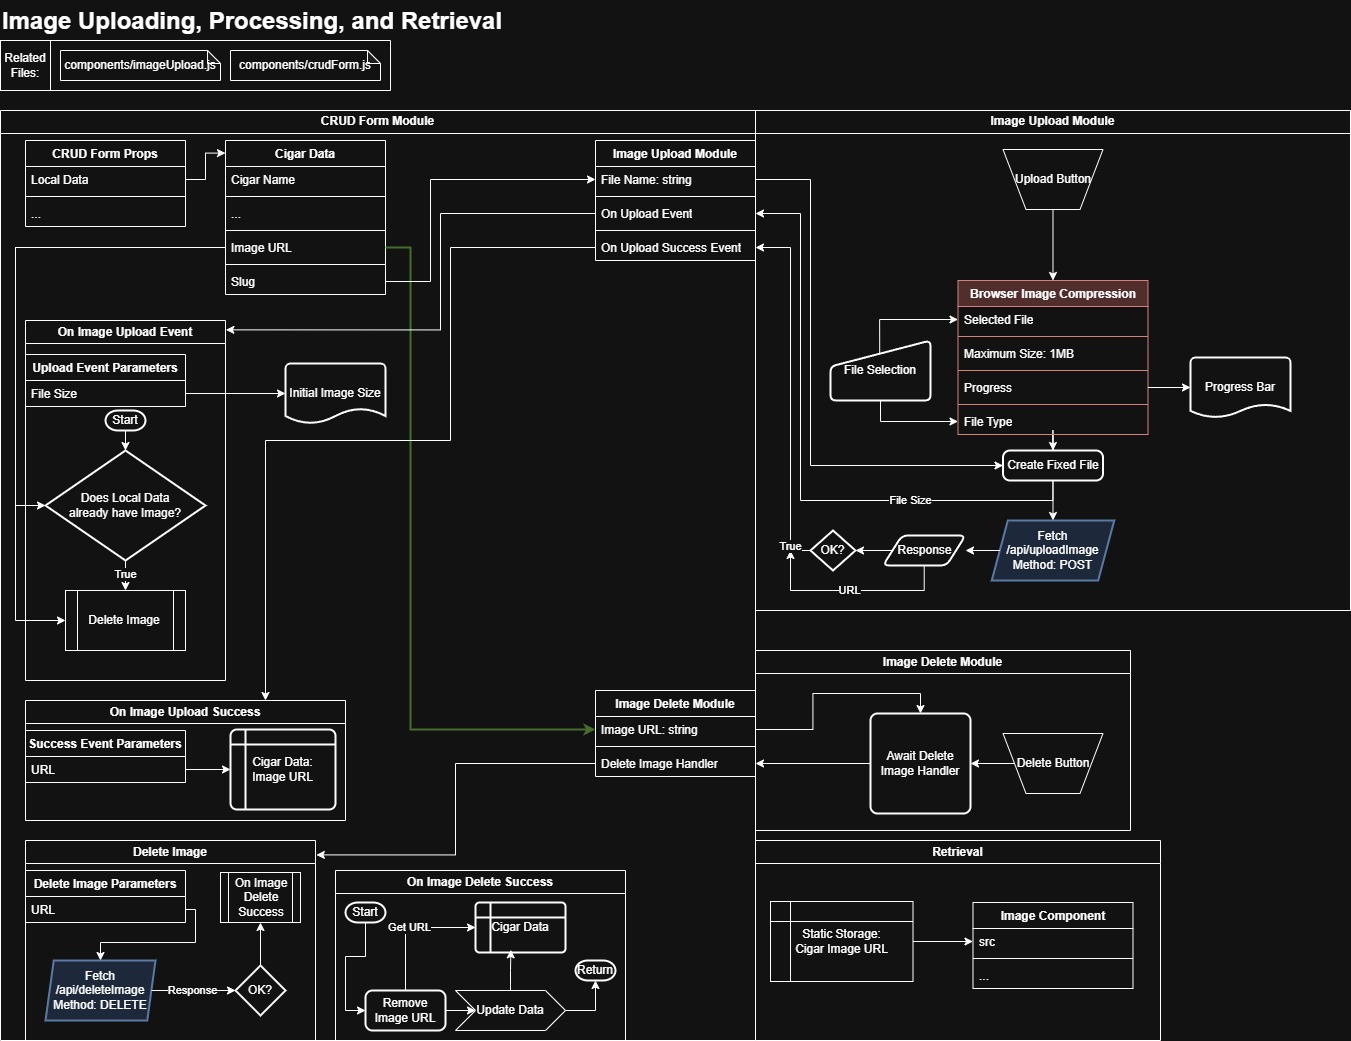 Image Uploading, Processing, and Retrieval
Related
Files:
components/imageUpload.js
components/crudForm.js
CRUD Form Module
Image Upload Module
CRUD Form Props
Local Data
...
Cigar Data
Cigar Name
...
Image URL
Slug
Image Upload Module
File Name: string
On Upload Event
On Upload Success Event
Upload Button
Browser Image Compression
Selected File
Maximum Size: 1MB
Progress
File Type
File Selection
Progress Bar
Create Fixed File
File Size
Fetch
/api/uploadImage
Method: POST
Response
OK?
True
URL
On Image Upload Event
Upload Event Parameters
File Size
Initial Image Size
Start
Does Local Data
already have Image?
True
Delete Image
On Image Upload Success
Success Event Parameters
URL
Cigar Data:
Image URL
Image Delete Module
Image URL: string
Delete Image Handler
Image Delete Module
Await Delete
Image Handler
Delete Button
Delete Image
Delete Image Parameters
URL
On Image
Delete
Success
Fetch
/api/deleteImage
Method: DELETE
Response
OK?
On Image Delete Success
Start
Get URL
Cigar Data
Remove
Image URL
Update Data
Return
Retrieval
Static Storage:
Cigar Image URL
Image Component
src
...